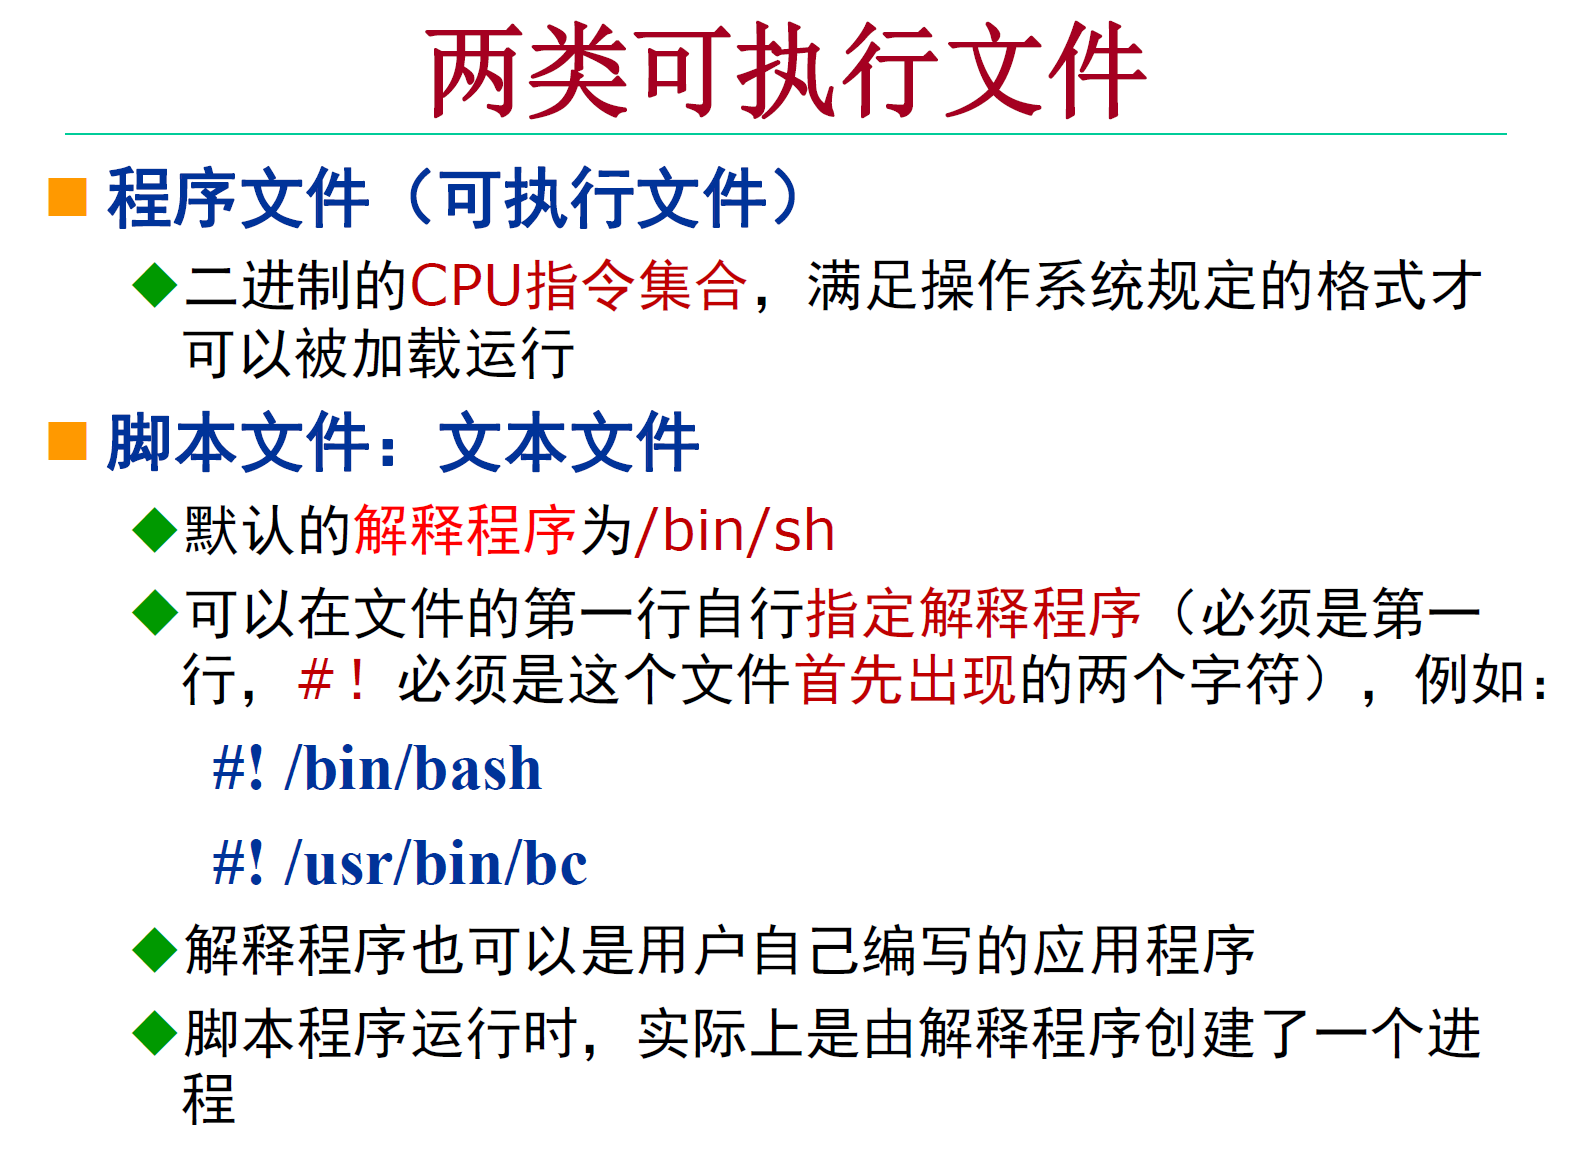 两类可执行文件
程序文件（可执行文件）
二进制的CPU指令集合，满足操作系统规定的格式才
可以被加载运行
脚本文件：文本文件
默认的解释程序为/bin/sh
可以在文件的第一行自行指定解释程序（必须是第一
行，#！必须是这个文件首先出现的两个字符），例如：
#! /bin/bash
#! /usr/bin/bc
解释程序也可以是用户自己编写的应用程序
脚本程序运行时，实际上是由解释程序创建了一个进
程